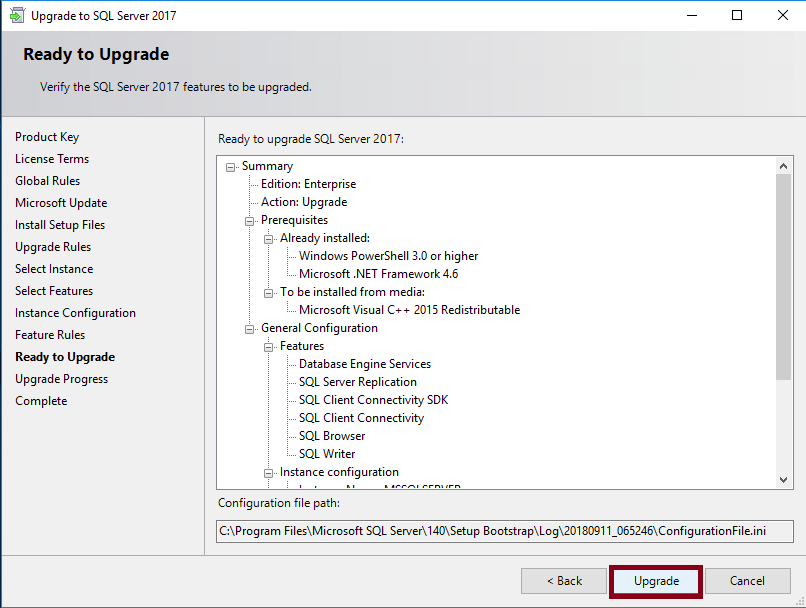 Upgrade to SQL Server 2017
Ready to Upgrade
Verify the SQL Server 2017 features to be upgraded.
Product Key
License Terms
Global Rules
Microsoft Update
Install Setup Files
Upgrade Rules
Select Instance
Select Features
Instance Configuration
Feature Rules
Ready to Upgrade
Upgrade Progress
Complete
Ready to upgrade SQL Server 2017:
Summary
Edition: Enterprise
Action: Upgrade
Prerequisites
Already installed:
Windows PowerShell 3.0 or higher
Microsoft .NET Framework 4.6
To be installed from media:
Microsoft Visual C++ 2015 Redistributable
General Configuration
Features
Database Engine Services
SQL Server Replication
SQL Client Connectivity SDK
SQL Client Connectivity
SQL Browser
SQL Writer
Instance configuration
Instance Name: MSSQLSERVER
Configuration file path:
C:\Program Files\Microsoft SQL Server\140\Setup Bootstrap\Log\20180911_065246\ConfigurationFile.ini
< Back
Upgrade
Cancel